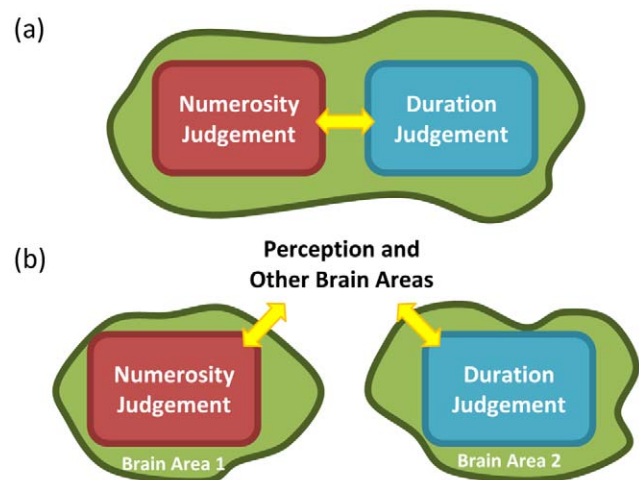 (a)
Numerosity
Judgement
Duration
Judgement
(b)
Perception and
Other Brain Areas
Numerosity
Judgement
Brain Area 1
Duration
Judgement
Brain Area 2